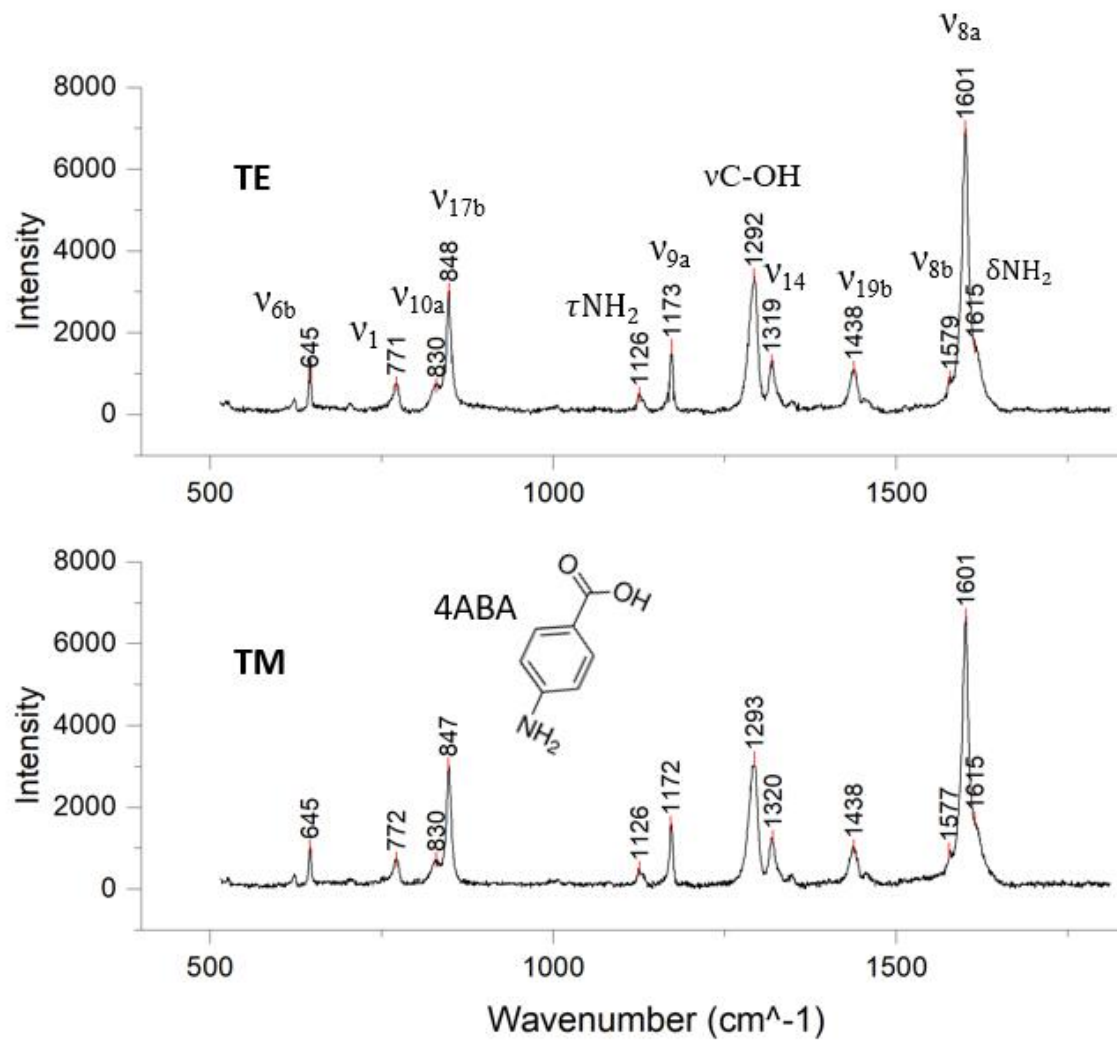 ν8a
8000
1601
6000
TE
νC-OH
Intensity
4000
ν17b
848
ν9a
1292
ν14
ν8b
δNH2
ν6b
ν10a
τNH2
1173
1319
ν19b
1615
2000
645
ν1
771
830
1126
1438
1579
0
500
1000
1500
8000
1601
4ABA
O
OH
6000
TM
NH2
Intensity
4000
847
1293
2000
645
772
830
1126
1172
1320
1438
1577
1615
0
500
1000
1500
Wavenumber (cm^-1)